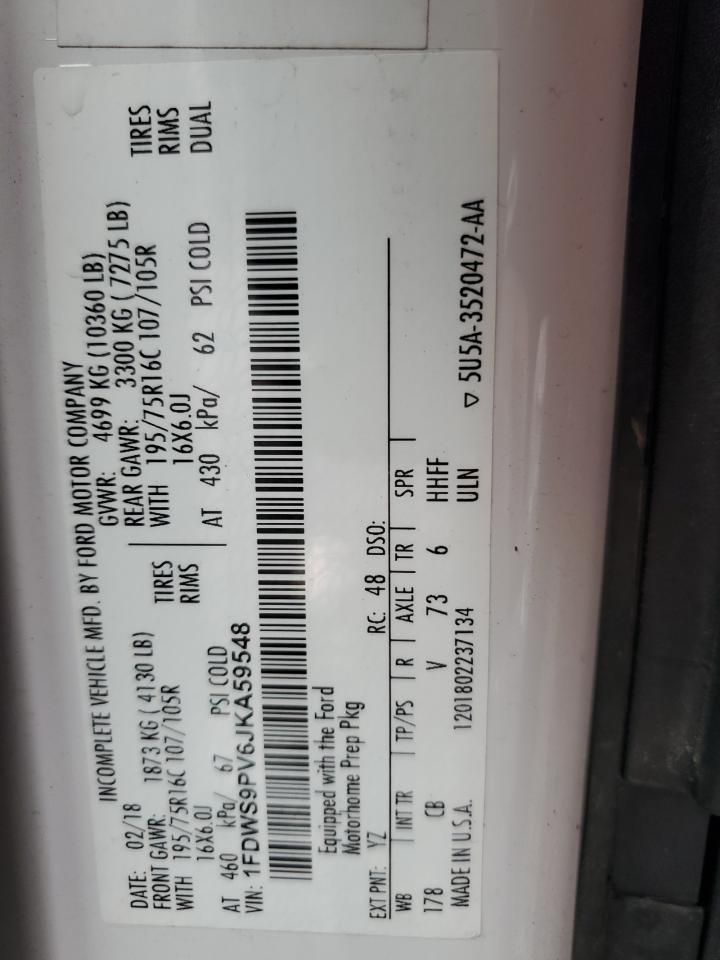 INCOMPLETE VEHICLE MFD. BY FORD MOTOR COMPANY
DATE: 02/18 GVWR: 4699 KG (10360 LB)
FRONT GAWR: 1873 KG ( 4130 LB) REAR GAWR: 3300 KG ( 7275 LB)
WITH 195/75R16C 107/105R TIRES WITH 195/75R16C 107/105R TIRES
16X6.0J RIMS 16X6.0J RIMS
AT 460 kPa/ 67 PSI COLD AT 430 kPa/ 62 PSI COLD DUAL
VIN: 1FDWS9PV6JKA59548
Equipped with the Ford
Motorhome Prep Pkg
EXT PNT: YZ RC: 48 DSO:
WB INT TR TP/PS R AXLE TR SPR
178 CB V 73 6 HHFF
MADE IN U.S.A. 1201802237134 ULN ▽ 5U5A-3520472-AA